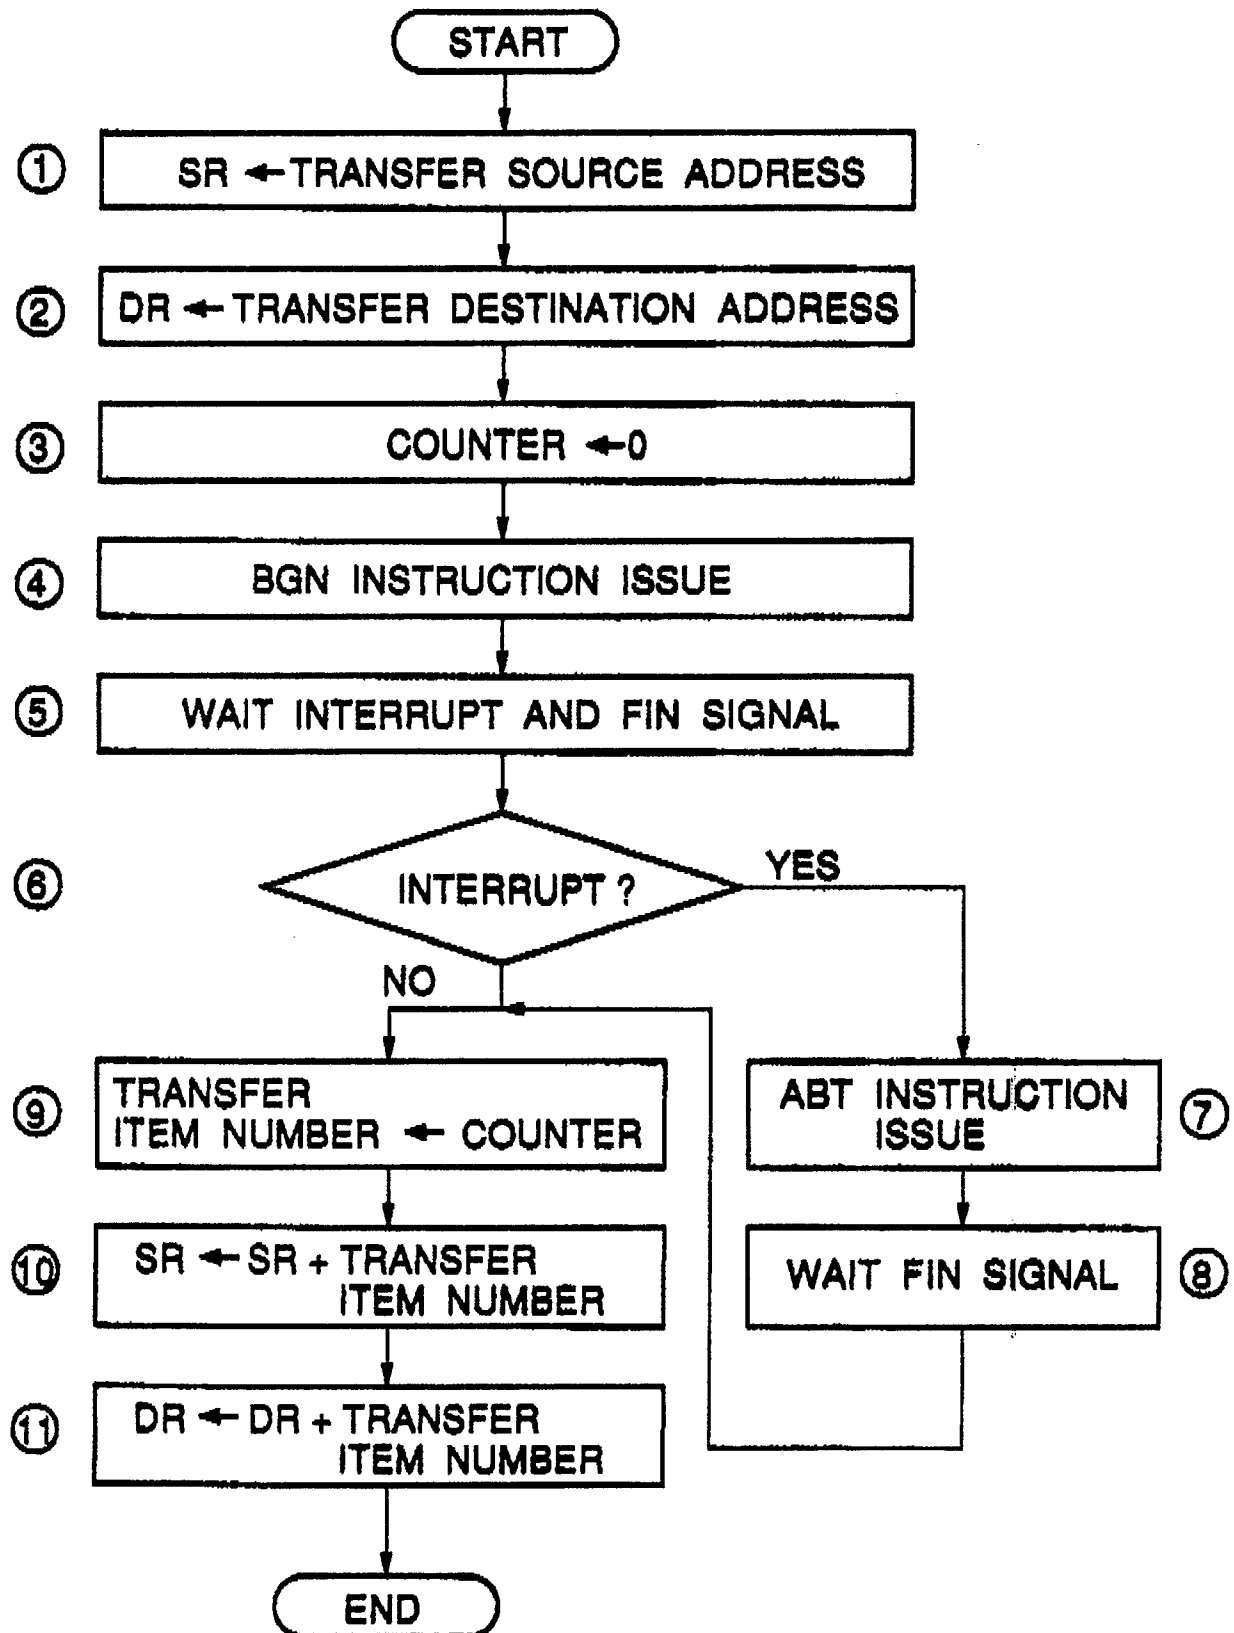 START
① SR ← TRANSFER SOURCE ADDRESS
② DR ← TRANSFER DESTINATION ADDRESS
③ COUNTER ← 0
④ BGN INSTRUCTION ISSUE
⑤ WAIT INTERRUPT AND FIN SIGNAL
⑥ INTERRUPT ?
YES
NO
⑦ ABT INSTRUCTION
ISSUE
⑧ WAIT FIN SIGNAL
⑨ TRANSFER
ITEM NUMBER ← COUNTER
⑩ SR ← SR + TRANSFER
ITEM NUMBER
⑪ DR ← DR + TRANSFER
ITEM NUMBER
END